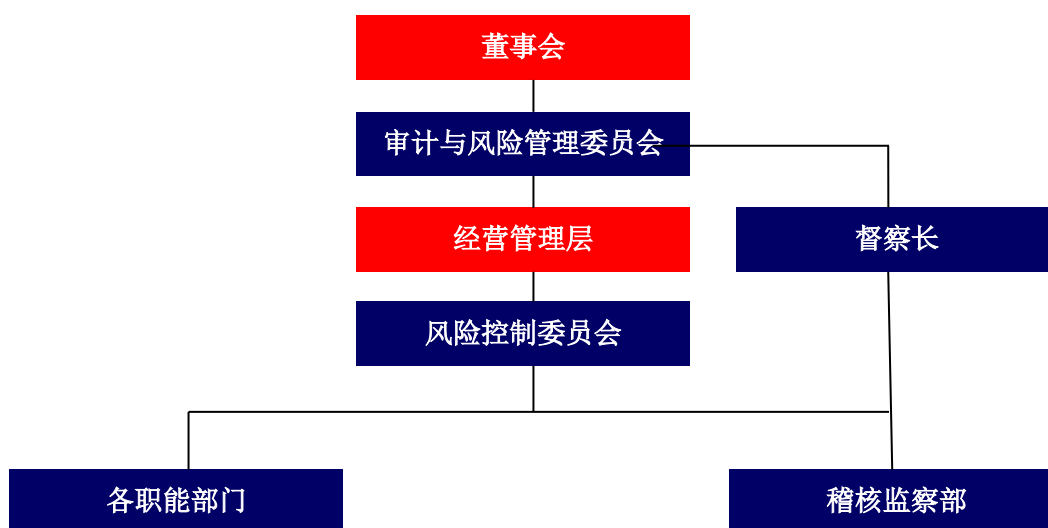 董事会
审计与风险管理委员会
经营管理层
督察长
风险控制委员会
各职能部门
稽核监察部